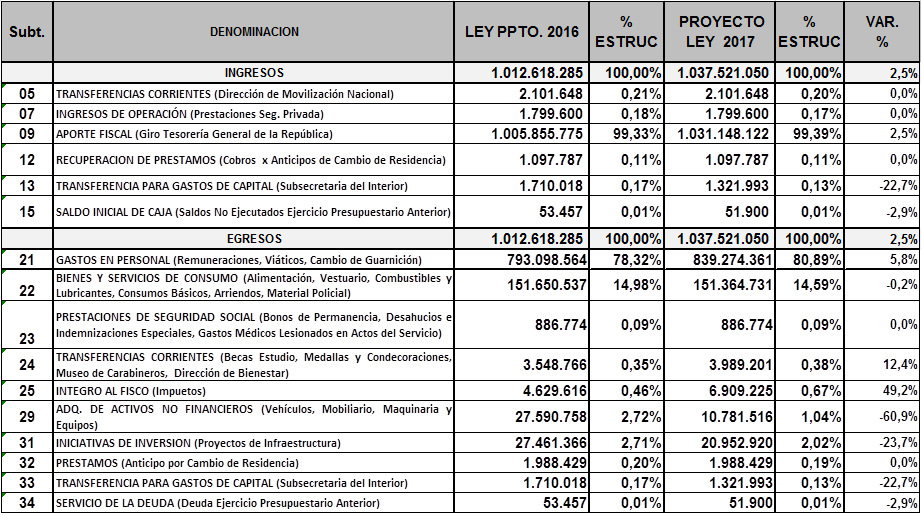 Subt. DENOMINACION LEY PPTO. 2016 % ESTRUC PROYECTO LEY 2017 % ESTRUC VAR. %
INGRESOS 1.012.618.285 100,00% 1.037.521.050 100,00% 2,5%
05 TRANSFERENCIAS CORRIENTES (Dirección de Movilización Nacional) 2.101.648 0,21% 2.101.648 0,20% 0,0%
07 INGRESOS DE OPERACIÓN (Prestaciones Seg. Privada) 1.799.600 0,18% 1.799.600 0,17% 0,0%
09 APORTE FISCAL (Giro Tesorería General de la República) 1.005.855.775 99,33% 1.031.148.122 99,39% 2,5%
12 RECUPERACION DE PRESTAMOS (Cobros x Anticipos de Cambio de Residencia) 1.097.787 0,11% 1.097.787 0,11% 0,0%
13 TRANSFERENCIA PARA GASTOS DE CAPITAL (Subsecretaria del Interior) 1.710.018 0,17% 1.321.993 0,13% -22,7%
15 SALDO INICIAL DE CAJA (Saldos No Ejecutados Ejercicio Presupuestario Anterior) 53.457 0,01% 51.900 0,01% -2,9%
EGRESOS 1.012.618.285 100,00% 1.037.521.050 100,00% 2,5%
21 GASTOS EN PERSONAL (Remuneraciones, Viáticos, Cambio de Guarnición) 793.098.564 78,32% 839.274.361 80,89% 5,8%
22 BIENES Y SERVICIOS DE CONSUMO (Alimentación, Vestuario, Combustibles y
Lubricantes, Consumos Básicos, Arriendos, Material Policial) 151.650.537 14,98% 151.364.731 14,59% -0,2%
23 PRESTACIONES DE SEGURIDAD SOCIAL (Bonos de Permanencia, Desahucios e
Indemnizaciones Especiales, Gastos Médicos Lesionados en Actos del Servicio) 886.774 0,09% 886.774 0,09% 0,0%
24 TRANSFERENCIAS CORRIENTES (Becas Estudio, Medallas y Condecoraciones,
Museo de Carabineros, Dirección de Bienestar) 3.548.766 0,35% 3.989.201 0,38% 12,4%
25 INTEGRO AL FISCO (Impuetos) 4.629.616 0,46% 6.909.225 0,67% 49,2%
29 ADQ. DE ACTIVOS NO FINANCIEROS (Vehículos, Mobiliario, Maquinaria y
Equipos) 27.590.758 2,72% 10.781.516 1,04% -60,9%
31 INICIATIVAS DE INVERSION (Proyectos de Infraestructura) 27.461.366 2,71% 20.952.920 2,02% -23,7%
32 PRESTAMOS (Anticipo por Cambio de Residencia) 1.988.429 0,20% 1.988.429 0,19% 0,0%
33 TRANSFERENCIA PARA GASTOS DE CAPITAL (Subsecretaria del Interior) 1.710.018 0,17% 1.321.993 0,13% -22,7%
34 SERVICIO DE LA DEUDA (Deuda Ejercicio Presupuestario Anterior) 53.457 0,01% 51.900 0,01% -2,9%